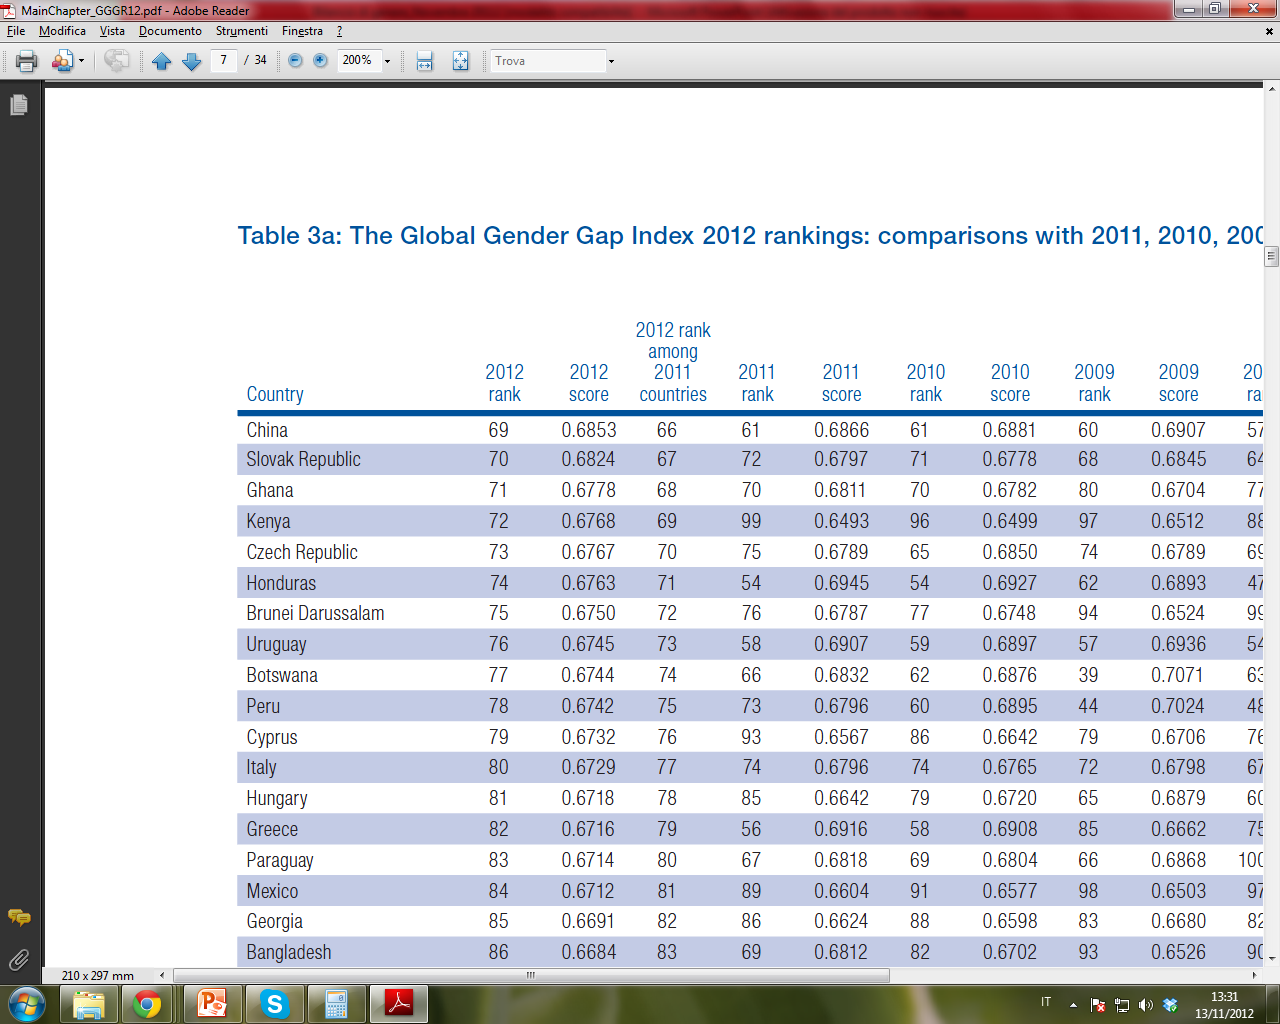 MainChapter_GGGR12.pdf - Adobe Reader
File Modifica Vista Documento Strumenti Finestra ?
7 / 34 200% Trova
Table 3a: The Global Gender Gap Index 2012 rankings: comparisons with 2011, 2010, 200
Country 2012 rank 2012 score 2012 rank among 2011 countries 2011 rank 2011 score 2010 rank 2010 score 2009 rank 2009 score 20 ra
China 69 0.6853 66 61 0.6866 61 0.6881 60 0.6907 57
Slovak Republic 70 0.6824 67 72 0.6797 71 0.6778 68 0.6845 64
Ghana 71 0.6778 68 70 0.6811 70 0.6782 80 0.6704 77
Kenya 72 0.6768 69 99 0.6493 96 0.6499 97 0.6512 88
Czech Republic 73 0.6767 70 75 0.6789 65 0.6850 74 0.6789 69
Honduras 74 0.6763 71 54 0.6945 54 0.6927 62 0.6893 47
Brunei Darussalam 75 0.6750 72 76 0.6787 77 0.6748 94 0.6524 99
Uruguay 76 0.6745 73 58 0.6907 59 0.6897 57 0.6936 54
Botswana 77 0.6744 74 66 0.6832 62 0.6876 39 0.7071 63
Peru 78 0.6742 75 73 0.6796 60 0.6895 44 0.7024 48
Cyprus 79 0.6732 76 93 0.6567 86 0.6642 79 0.6706 76
Italy 80 0.6729 77 74 0.6796 74 0.6765 72 0.6798 67
Hungary 81 0.6718 78 85 0.6642 79 0.6720 65 0.6879 60
Greece 82 0.6716 79 56 0.6916 58 0.6908 85 0.6662 75
Paraguay 83 0.6714 80 67 0.6818 69 0.6804 66 0.6868 100
Mexico 84 0.6712 81 89 0.6604 91 0.6577 98 0.6503 97
Georgia 85 0.6691 82 86 0.6624 88 0.6598 83 0.6680 82
Bangladesh 86 0.6684 83 69 0.6812 82 0.6702 93 0.6526 90
210 x 297 mm
IT 13:31
13/11/2012